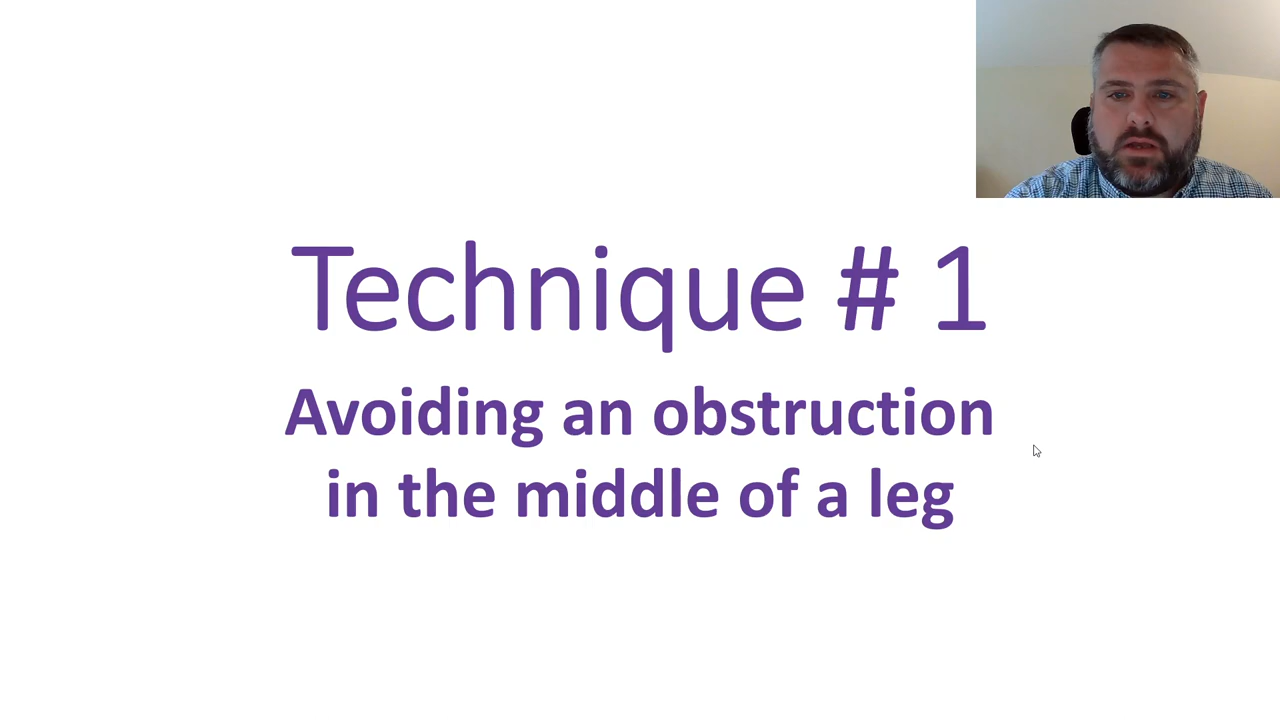 Technique # 1
Avoiding an obstruction
in the middle of a leg